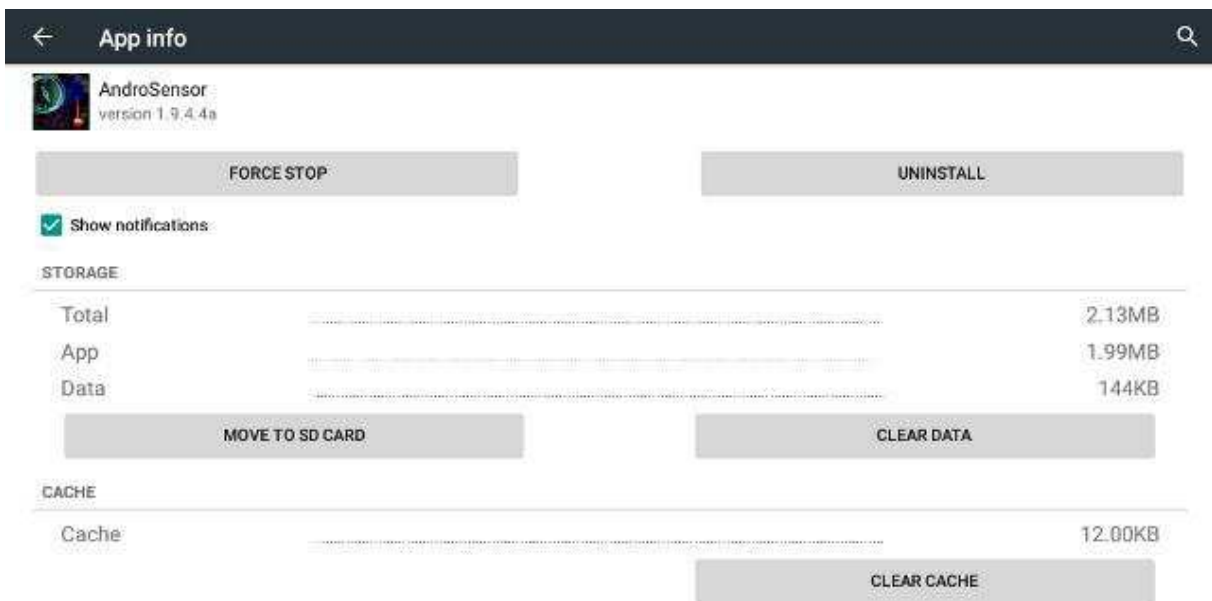 App info
AndroSensor
version 1.9.4.4a
FORCE STOP
UNINSTALL
Show notifications
STORAGE
Total 2.13MB
App 1.99MB
Data 144KB
MOVE TO SD CARD
CLEAR DATA
CACHE
Cache 12.00KB
CLEAR CACHE